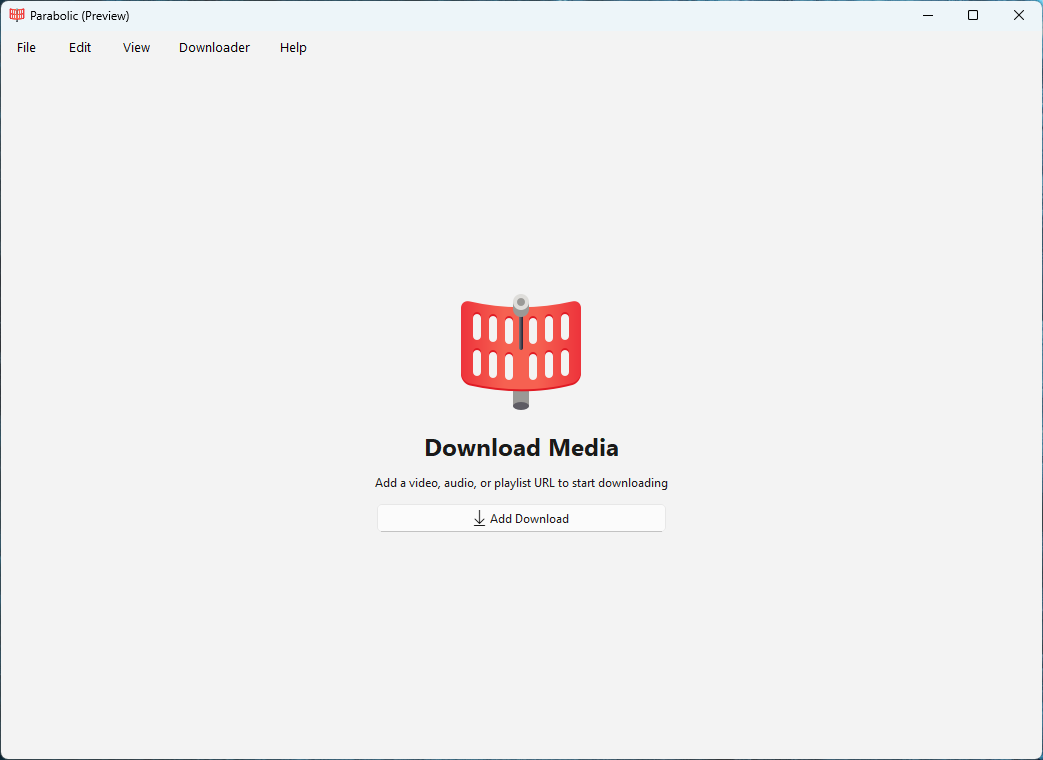 Parabolic (Preview)
File Edit View Downloader Help
Download Media
Add a video, audio, or playlist URL to start downloading
Add Download